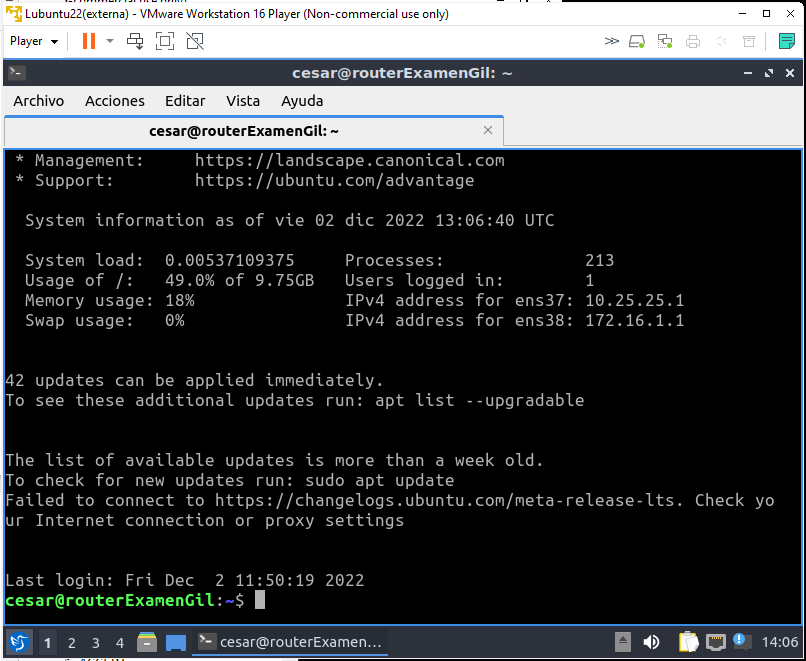 Lubuntu22(externa) - VMware Workstation 16 Player (Non-commercial use only)
Player
cesar@routerExamenGil: ~
Archivo Acciones Editar Vista Ayuda
cesar@routerExamenGil: ~
* Management: https://landscape.canonical.com
* Support: https://ubuntu.com/advantage
System information as of vie 02 dic 2022 13:06:40 UTC
System load: 0.00537109375 Processes: 213
Usage of /: 49.0% of 9.75GB Users logged in: 1
Memory usage: 18% IPv4 address for ens37: 10.25.25.1
Swap usage: 0% IPv4 address for ens38: 172.16.1.1
42 updates can be applied immediately.
To see these additional updates run: apt list --upgradable
The list of available updates is more than a week old.
To check for new updates run: sudo apt update
Failed to connect to https://changelogs.ubuntu.com/meta-release-lts. Check yo
ur Internet connection or proxy settings
Last login: Fri Dec  2 11:50:19 2022
cesar@routerExamenGil:~$
1 2 3 4 cesar@routerExamen... 14:06